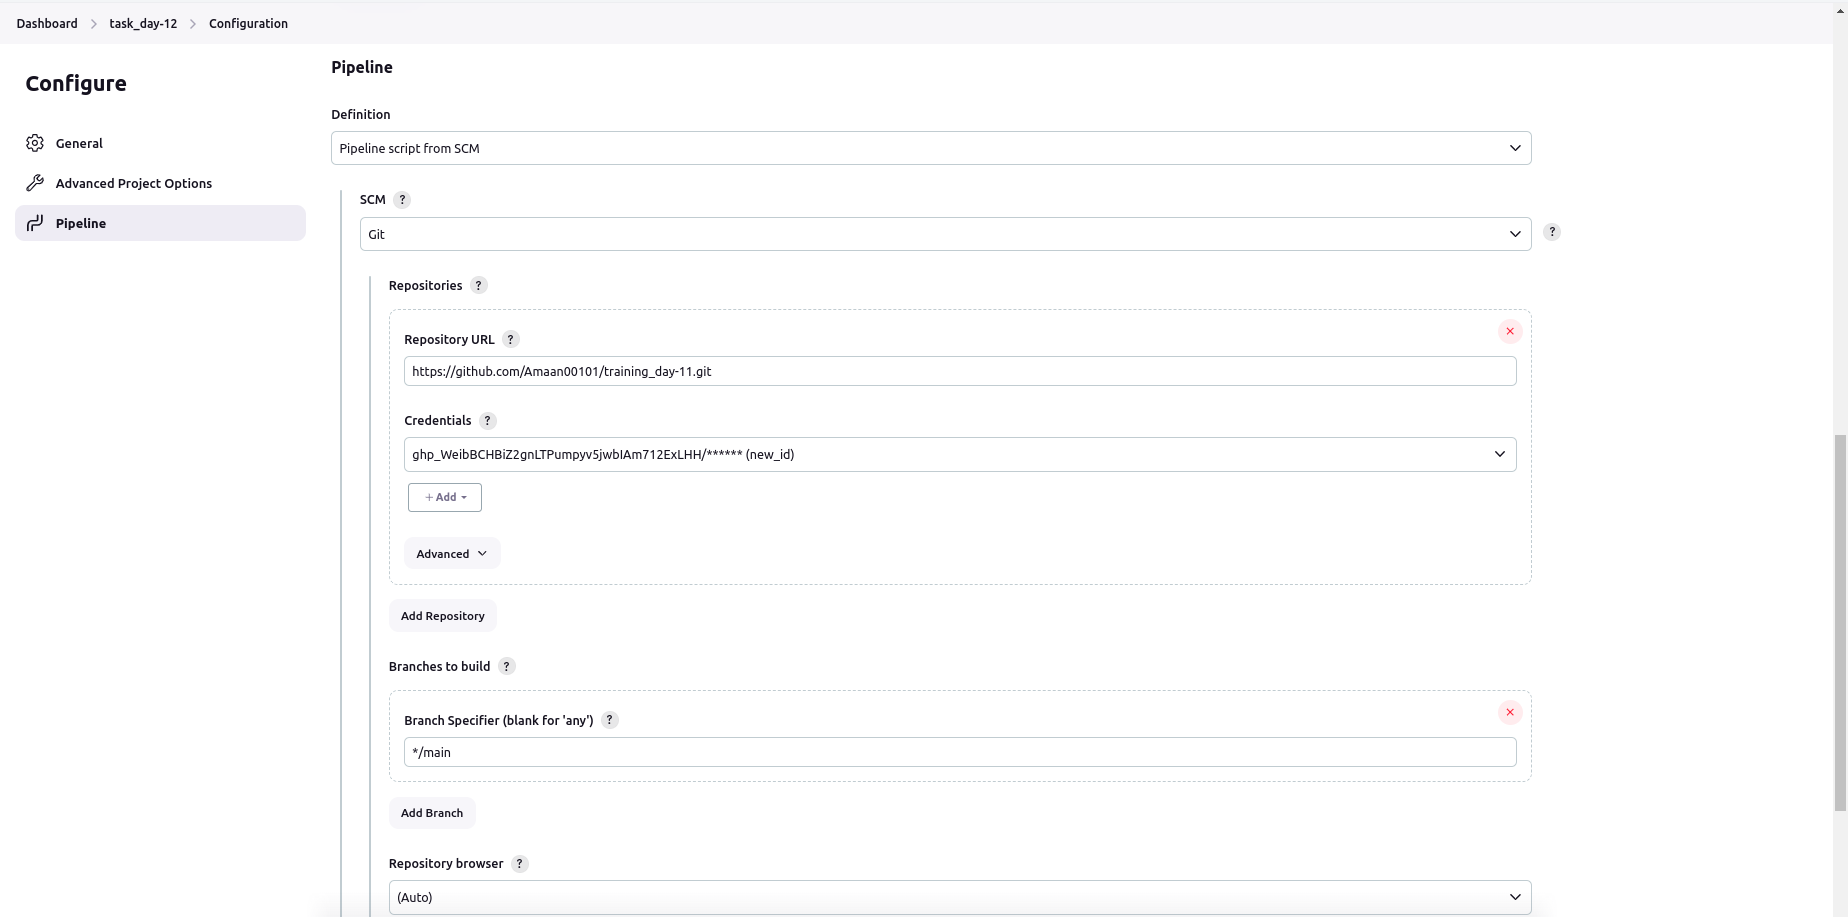 Dashboard > task_day-12 > Configuration
Configure
General
Advanced Project Options
Pipeline
Pipeline
Definition
Pipeline script from SCM
SCM ?
Git
?
Repositories ?
Repository URL ?
https://github.com/Amaan00101/training_day-11.git
Credentials ?
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/****** (new_id)
+ Add
Advanced
Add Repository
Branches to build ?
Branch Specifier (blank for 'any') ?
*/main
Add Branch
Repository browser ?
(Auto)